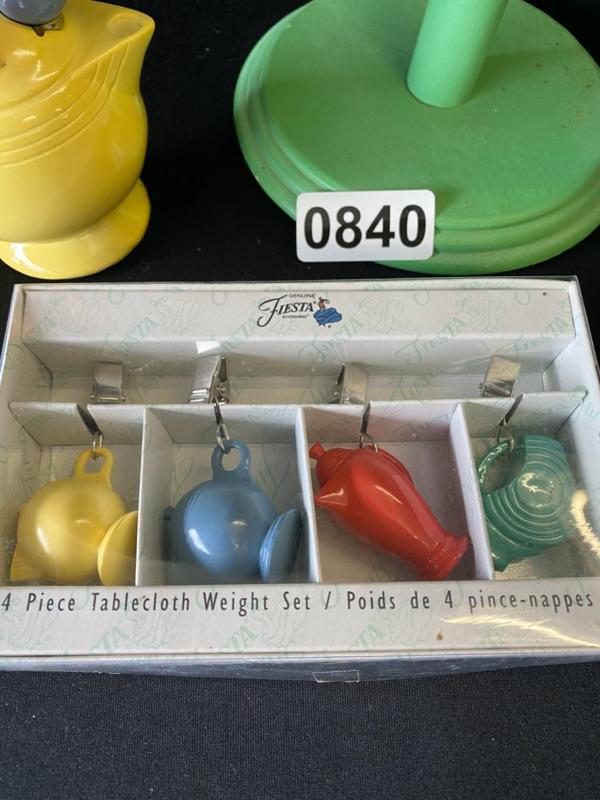 0840
GENUINE
FIESTA
ACCESSORIES
4 Piece Tablecloth Weight Set / Poids de 4 pince-nappes